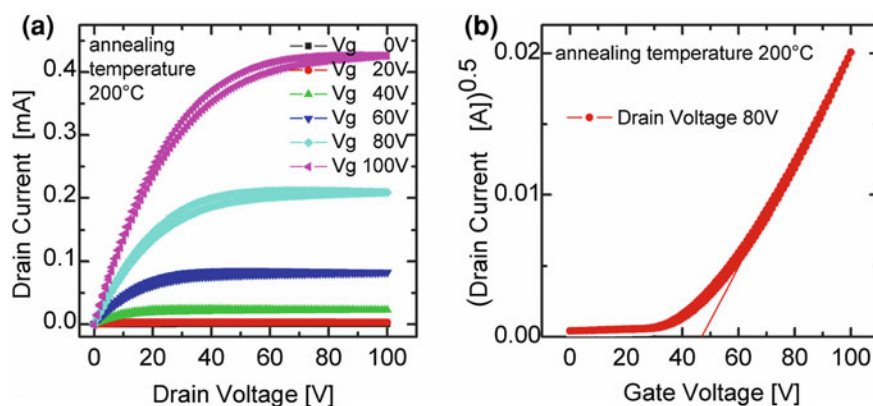 (a)
annealing
temperature
200°C
Vg 0V
Vg 20V
Vg 40V
Vg 60V
Vg 80V
Vg 100V
0.4
0.3
0.2
0.1
0.0
Drain Current [mA]
0 20 40 60 80 100
Drain Voltage [V]
(b)
annealing temperature 200°C
Drain Voltage 80V
0.02
0.01
0.00
(Drain Current [A])^0.5
0 20 40 60 80 100
Gate Voltage [V]